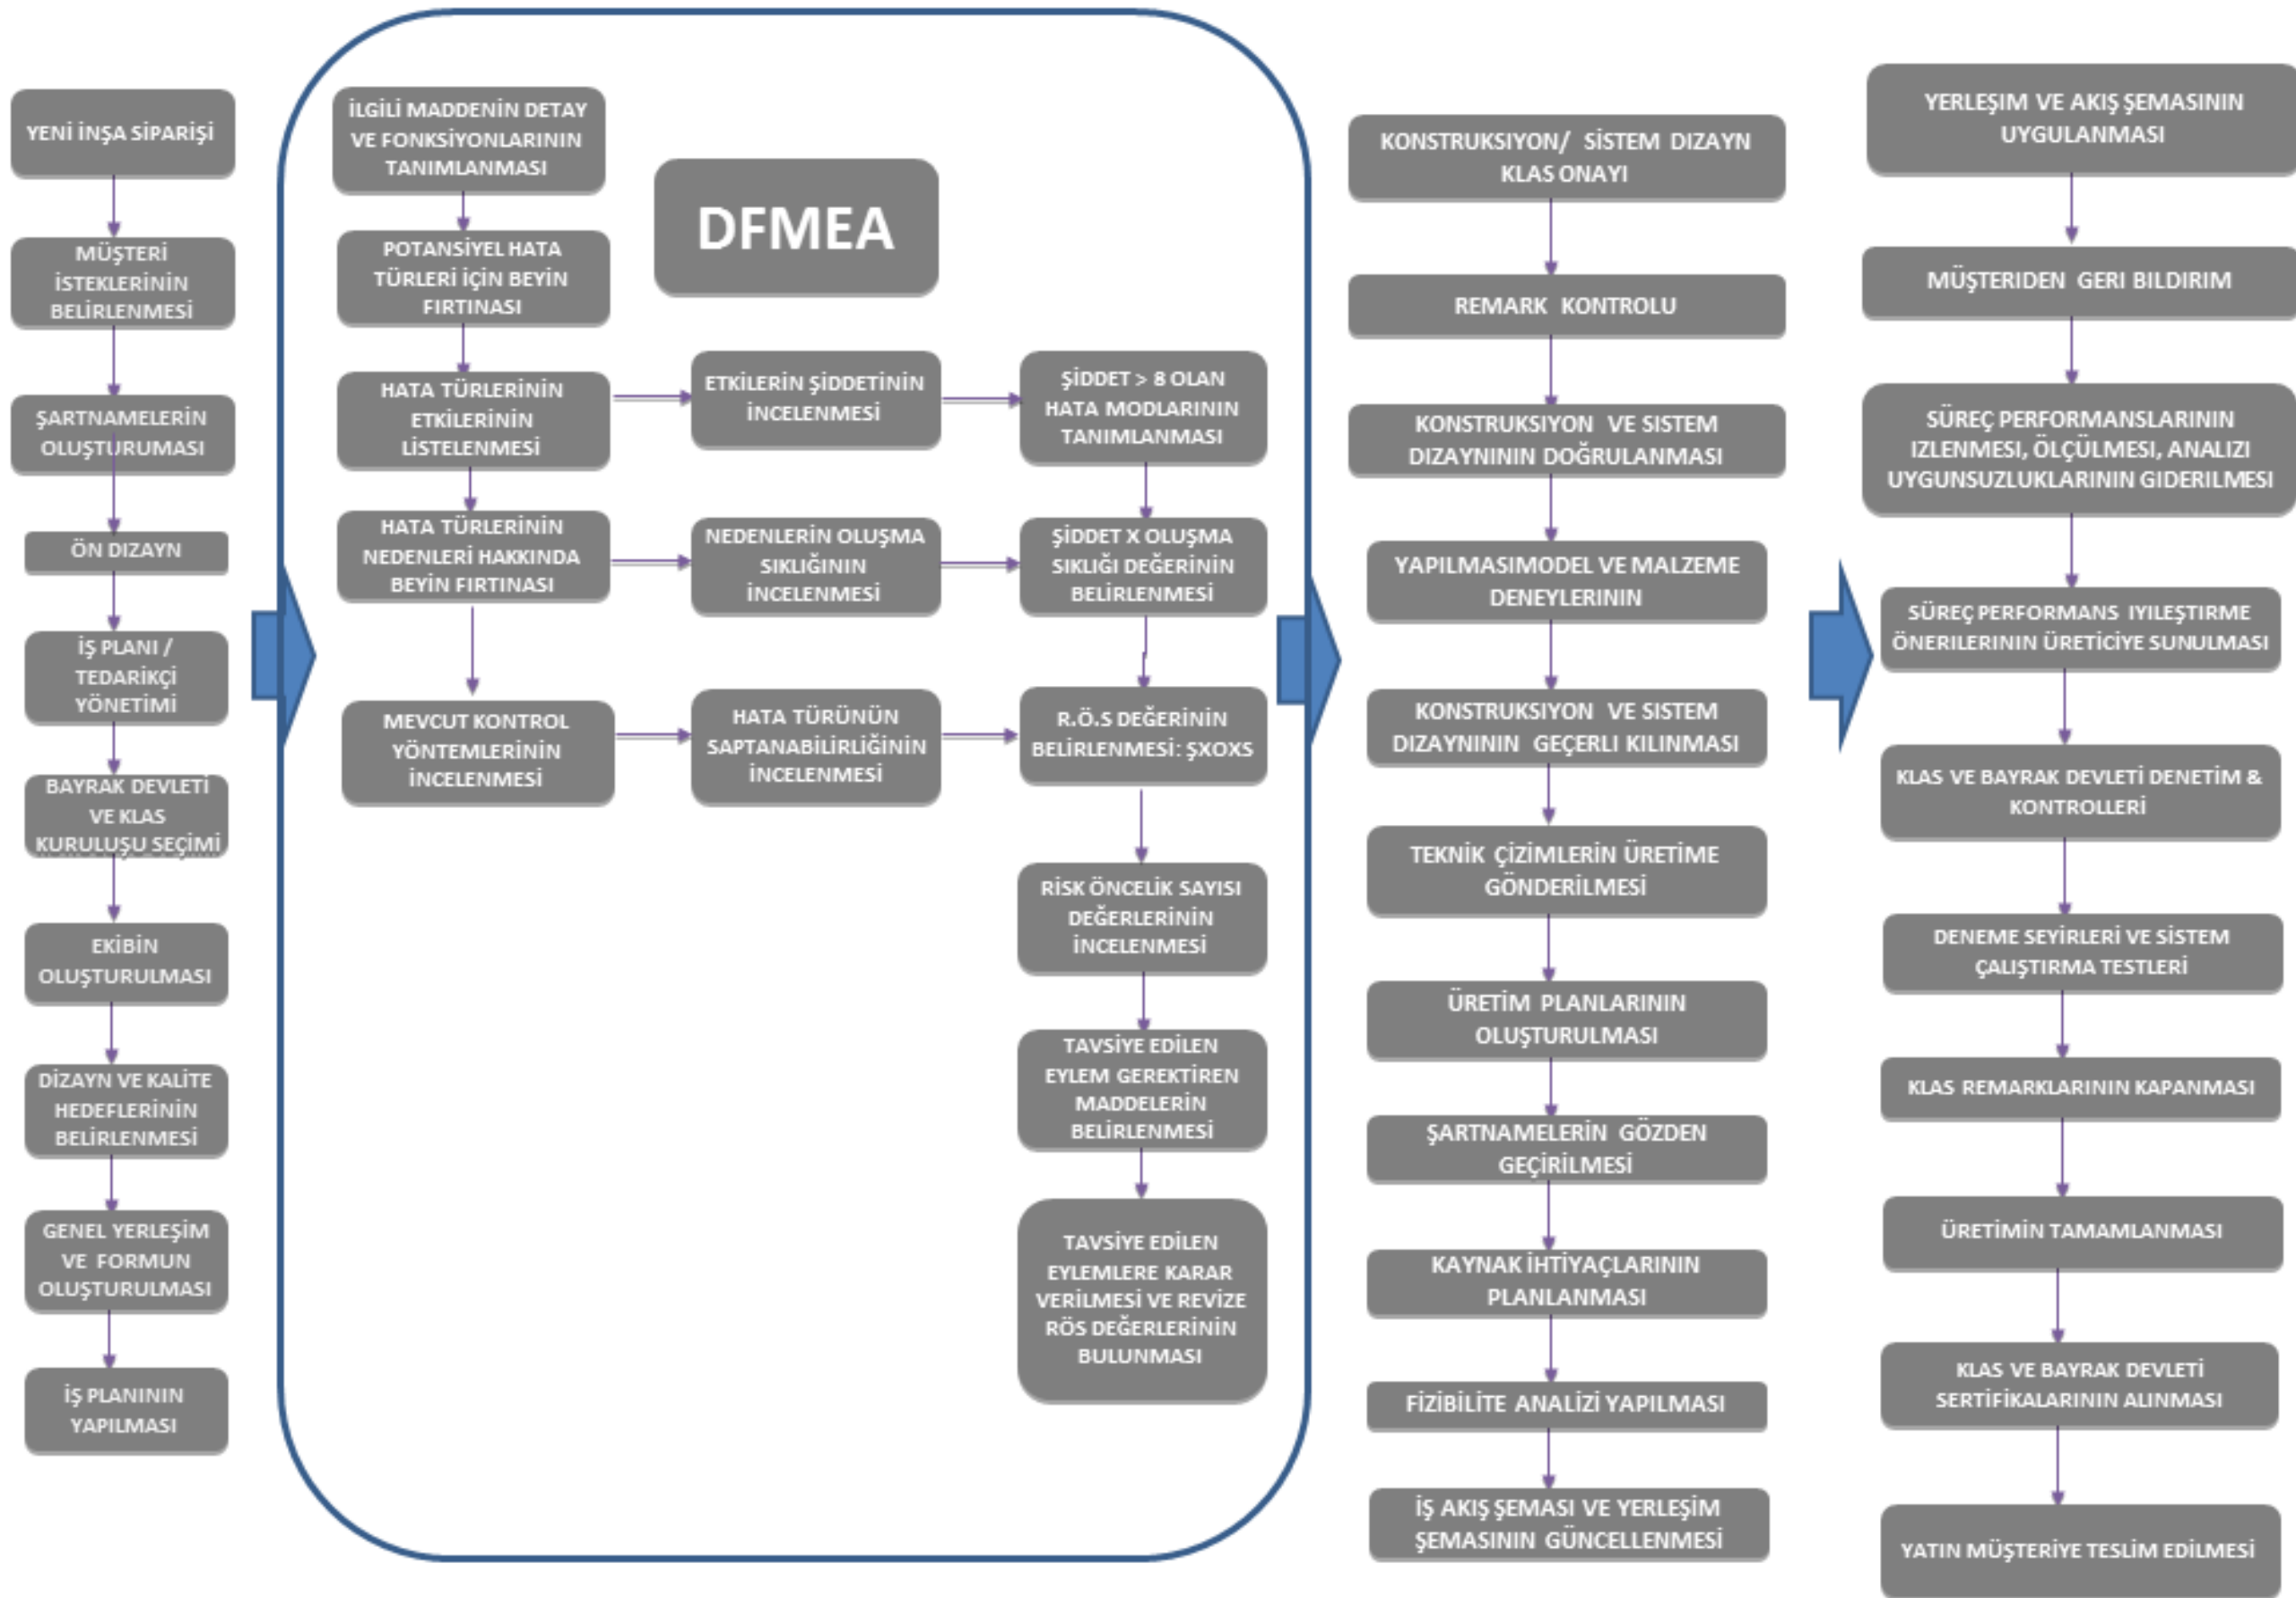 YENİ İNŞA SİPARİŞİ
MÜŞTERİ
İSTEKLERİNİN
BELİRLENMESİ
ŞARTNAMELERİN
OLUŞTURUMASI
ÖN DIZAYN
İŞ PLANI /
TEDARİKÇİ
YÖNETİMİ
BAYRAK DEVLETİ
VE KLAS
KURULUŞU SEÇİMİ
EKİBİN
OLUŞTURULMASI
DİZAYN VE KALİTE
HEDEFLERİNİN
BELİRLENMESİ
GENEL YERLEŞİM
VE FORMUN
OLUŞTURULMASI
İŞ PLANININ
YAPILMASI
İLGİLİ MADDENİN DETAY
VE FONKSİYONLARININ
TANIMLANMASI
POTANSİYEL HATA
TÜRLERİ İÇİN BEYİN
FIRTINASI
DFMEA
HATA TÜRLERİNİN
ETKİLERİNİN
LİSTELENMESİ
ETKİLERİN ŞİDDETİNİN
İNCELENMESİ
ŞİDDET > 8 OLAN
HATA MODLARININ
TANIMLANMASI
HATA TÜRLERİNİN
NEDENLERİ HAKKINDA
BEYİN FIRTINASI
NEDENLERİN OLUŞMA
SIKLIĞININ
İNCELENMESİ
ŞİDDET X OLUŞMA
SIKLIĞI DEĞERİNİN
BELİRLENMESİ
MEVCUT KONTROL
YÖNTEMLERİNİN
İNCELENMESİ
HATA TÜRÜNÜN
SAPTANABİLİRLİĞİNİN
İNCELENMESİ
R.Ö.S DEĞERİNİN
BELİRLENMESİ: ŞXOXS
RİSK ÖNCELİK SAYISI
DEĞERLERİNİN
İNCELENMESİ
TAVSİYE EDİLEN
EYLEM GEREKTİREN
MADDELERİN
BELİRLENMESİ
TAVSİYE EDİLEN
EYLEMLERE KARAR
VERİLMESİ VE REVİZE
RÖS DEĞERLERİNİN
BULUNMASI
KONSTRUKSIYON/ SİSTEM DIZAYN
KLAS ONAYI
REMARK KONTROLU
KONSTRUKSIYON VE SISTEM
DIZAYNININ DOĞRULANMASI
YAPILMASIMODEL VE MALZEME
DENEYLERININ
KONSTRUKSIYON VE SISTEM
DIZAYNININ GEÇERLI KILINMASI
TEKNİK ÇİZIMLERIN ÜRETIME
GÖNDERILMESİ
ÜRETİM PLANLARININ
OLUŞTURULMASI
ŞARTNAMELERİN GÖZDEN
GEÇİRİLMESİ
KAYNAK İHTİYAÇLARININ
PLANLANMASI
FİZİBİLİTE ANALİZİ YAPILMASI
İŞ AKIŞ ŞEMASI VE YERLEŞIM
ŞEMASININ GÜNCELLENMESİ
YERLEŞIM VE AKIŞ ŞEMASININ
UYGULANMASI
MÜŞTERIDEN GERI BILDIRIM
SÜREÇ PERFORMANSLARININ
IZLENMESI, ÖLÇÜLMESI, ANALIZI
UYGUNSUZLUKLARININ GIDERILMESI
SÜREÇ PERFORMANS IYILEŞTIRME
ÖNERILERININ ÜRETİCİYE SUNULMASI
KLAS VE BAYRAK DEVLETİ DENETİM &
KONTROLLERİ
DENEME SEYIRLERİ VE SİSTEM
ÇALIŞTIRMA TESTLERİ
KLAS REMARKLARININ KAPANMASI
ÜRETİMİN TAMAMLANMASI
KLAS VE BAYRAK DEVLETİ
SERTİFİKALARININ ALINMASI
YATIN MÜŞTERİYE TESLİM EDİLMESİ